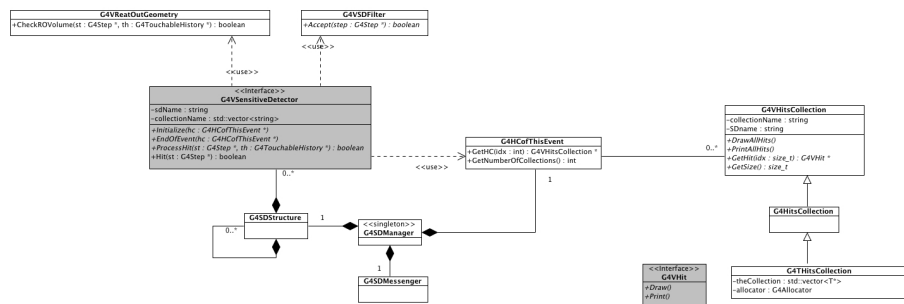 G4VReatOutGeometry
+CheckROVolume(st : G4Step *, th : G4TouchableHistory *) : boolean
G4VSDFilter
+Accept(step : G4Step *) : boolean
<<use>>
<<use>>
<<Interface>>
G4VSensitiveDetector
-sdName : string
-collectionName : std::vector<string>
+Initialize(hc : G4HCofThisEvent *)
+EndOfEvent(hc : G4HCofThisEvent *)
+ProcessHit(st : G4Step *, th : G4TouchableHistory *) : boolean
+Hit(st : G4Step *) : boolean
<<use>>
G4HCofThisEvent
+GetHC(idx : int) : G4VHitsCollection *
+GetNumberOfCollections() : int
0..*
G4VHitsCollection
-collectionName : string
-SDname : string
+DrawAllHits()
+PrintAllHits()
+GetHit(idx : size_t) : G4VHit *
+GetSize() : size_t
0..*
1
G4SDStructure
0..*
1
<<singleton>>
G4SDManager
G4HitsCollection
1
G4SDMessenger
<<Interface>>
G4VHit
+Draw()
+Print()
G4THitsCollection
-theCollection : std::vector<T*>
-allocator : G4Allocator